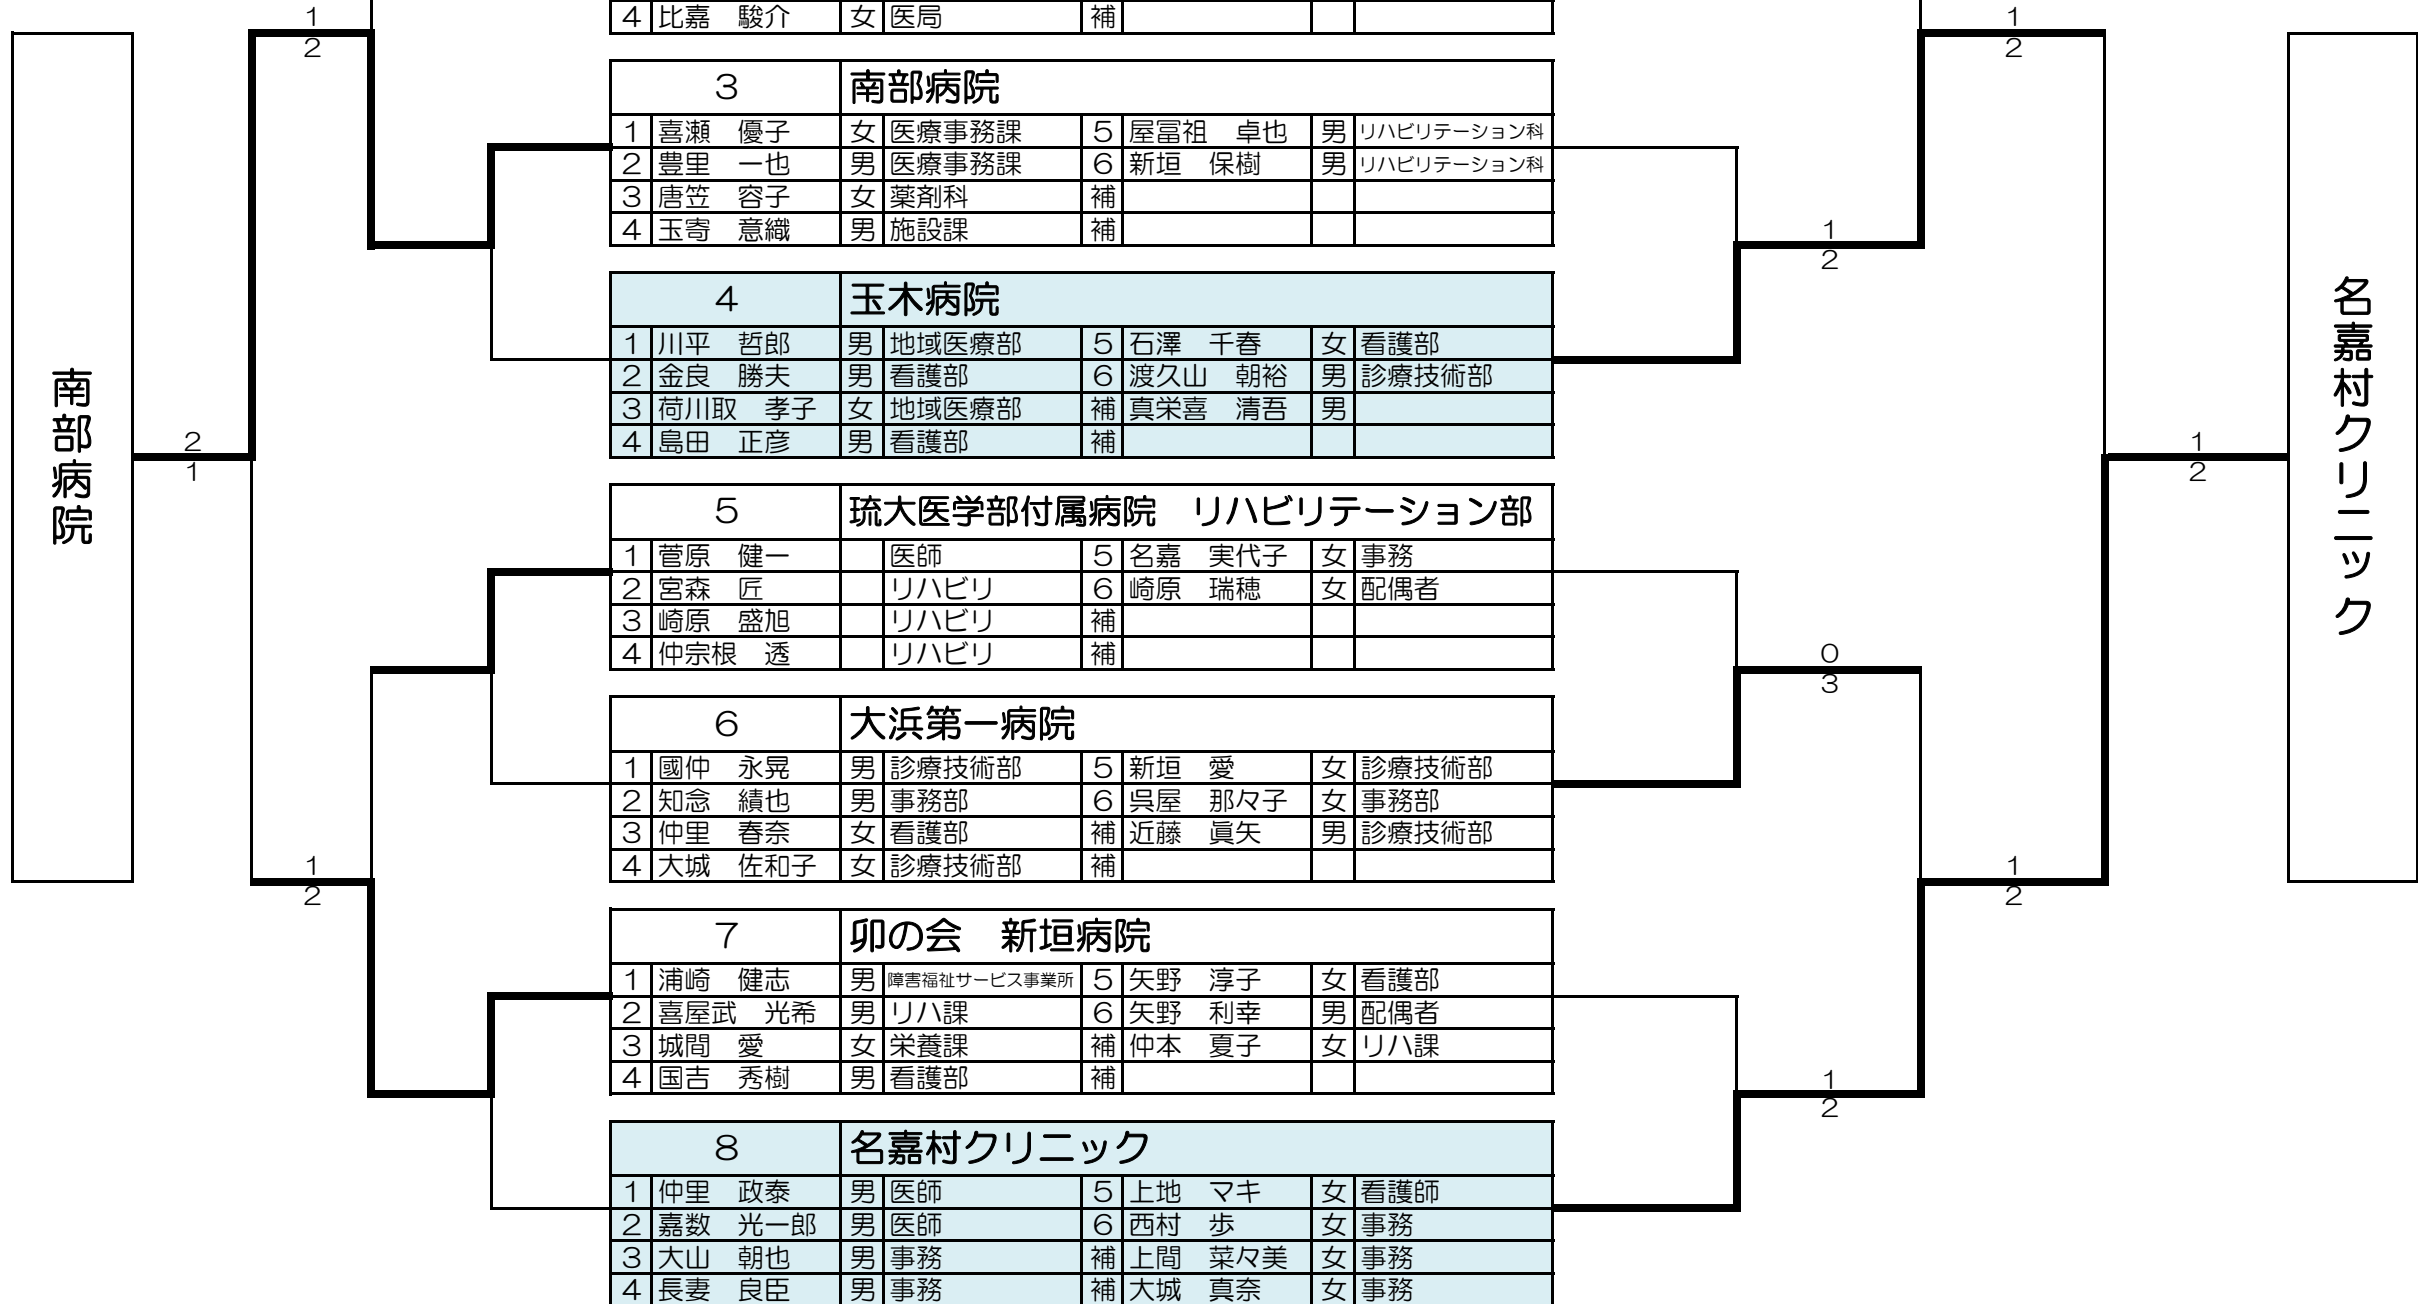 4 比嘉 駿介 女 医局 補
1
2
1
2
3 南部病院
1 喜瀬 優子 女 医療事務課 5 屋冨祖 卓也 男 リハビリテーション科
2 豊里 一也 男 医療事務課 6 新垣 保樹 男 リハビリテーション科
3 唐笠 容子 女 薬剤科 補
4 玉寄 意織 男 施設課 補
1
2
4 玉木病院
1 川平 哲郎 男 地域医療部 5 石澤 千春 女 看護部
2 金良 勝夫 男 看護部 6 渡久山 朝裕 男 診療技術部
3 荷川取 孝子 女 地域医療部 補 真栄喜 清吾 男
4 島田 正彦 男 看護部 補
南部病院
2
1
名嘉村クリニック
1
2
5 琉大医学部付属病院 リハビリテーション部
1 菅原 健一 医師 5 名嘉 実代子 女 事務
2 宮森 匠 リハビリ 6 崎原 瑞穂 女 配偶者
3 崎原 盛旭 リハビリ 補
4 仲宗根 透 リハビリ 補
0
3
6 大浜第一病院
1 國仲 永晃 男 診療技術部 5 新垣 愛 女 診療技術部
2 知念 績也 男 事務部 6 呉屋 那々子 女 事務部
3 仲里 春奈 女 看護部 補 近藤 眞矢 男 診療技術部
4 大城 佐和子 女 診療技術部 補
1
2
1
2
7 卯の会 新垣病院
1 浦崎 健志 男 障害福祉サービス事業所 5 矢野 淳子 女 看護部
2 喜屋武 光希 男 リハ課 6 矢野 利幸 男 配偶者
3 城間 愛 女 栄養課 補 仲本 夏子 女 リハ課
4 国吉 秀樹 男 看護部 補
1
2
8 名嘉村クリニック
1 仲里 政泰 男 医師 5 上地 マキ 女 看護師
2 嘉数 光一郎 男 医師 6 西村 歩 女 事務
3 大山 朝也 男 事務 補 上間 菜々美 女 事務
4 長妻 良臣 男 事務 補 大城 真奈 女 事務